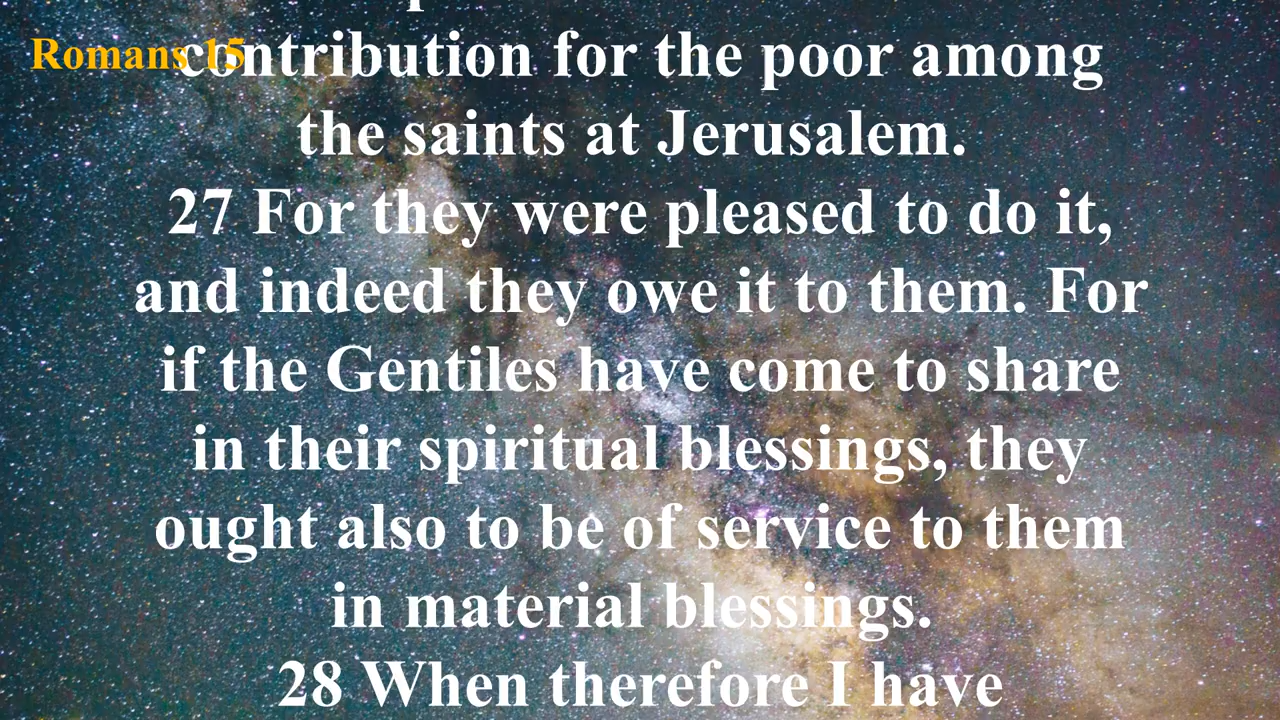 Romans 15
contribution for the poor among
the saints at Jerusalem.
27 For they were pleased to do it,
and indeed they owe it to them. For
if the Gentiles have come to share
in their spiritual blessings, they
ought also to be of service to them
in material blessings.
28 When therefore I have